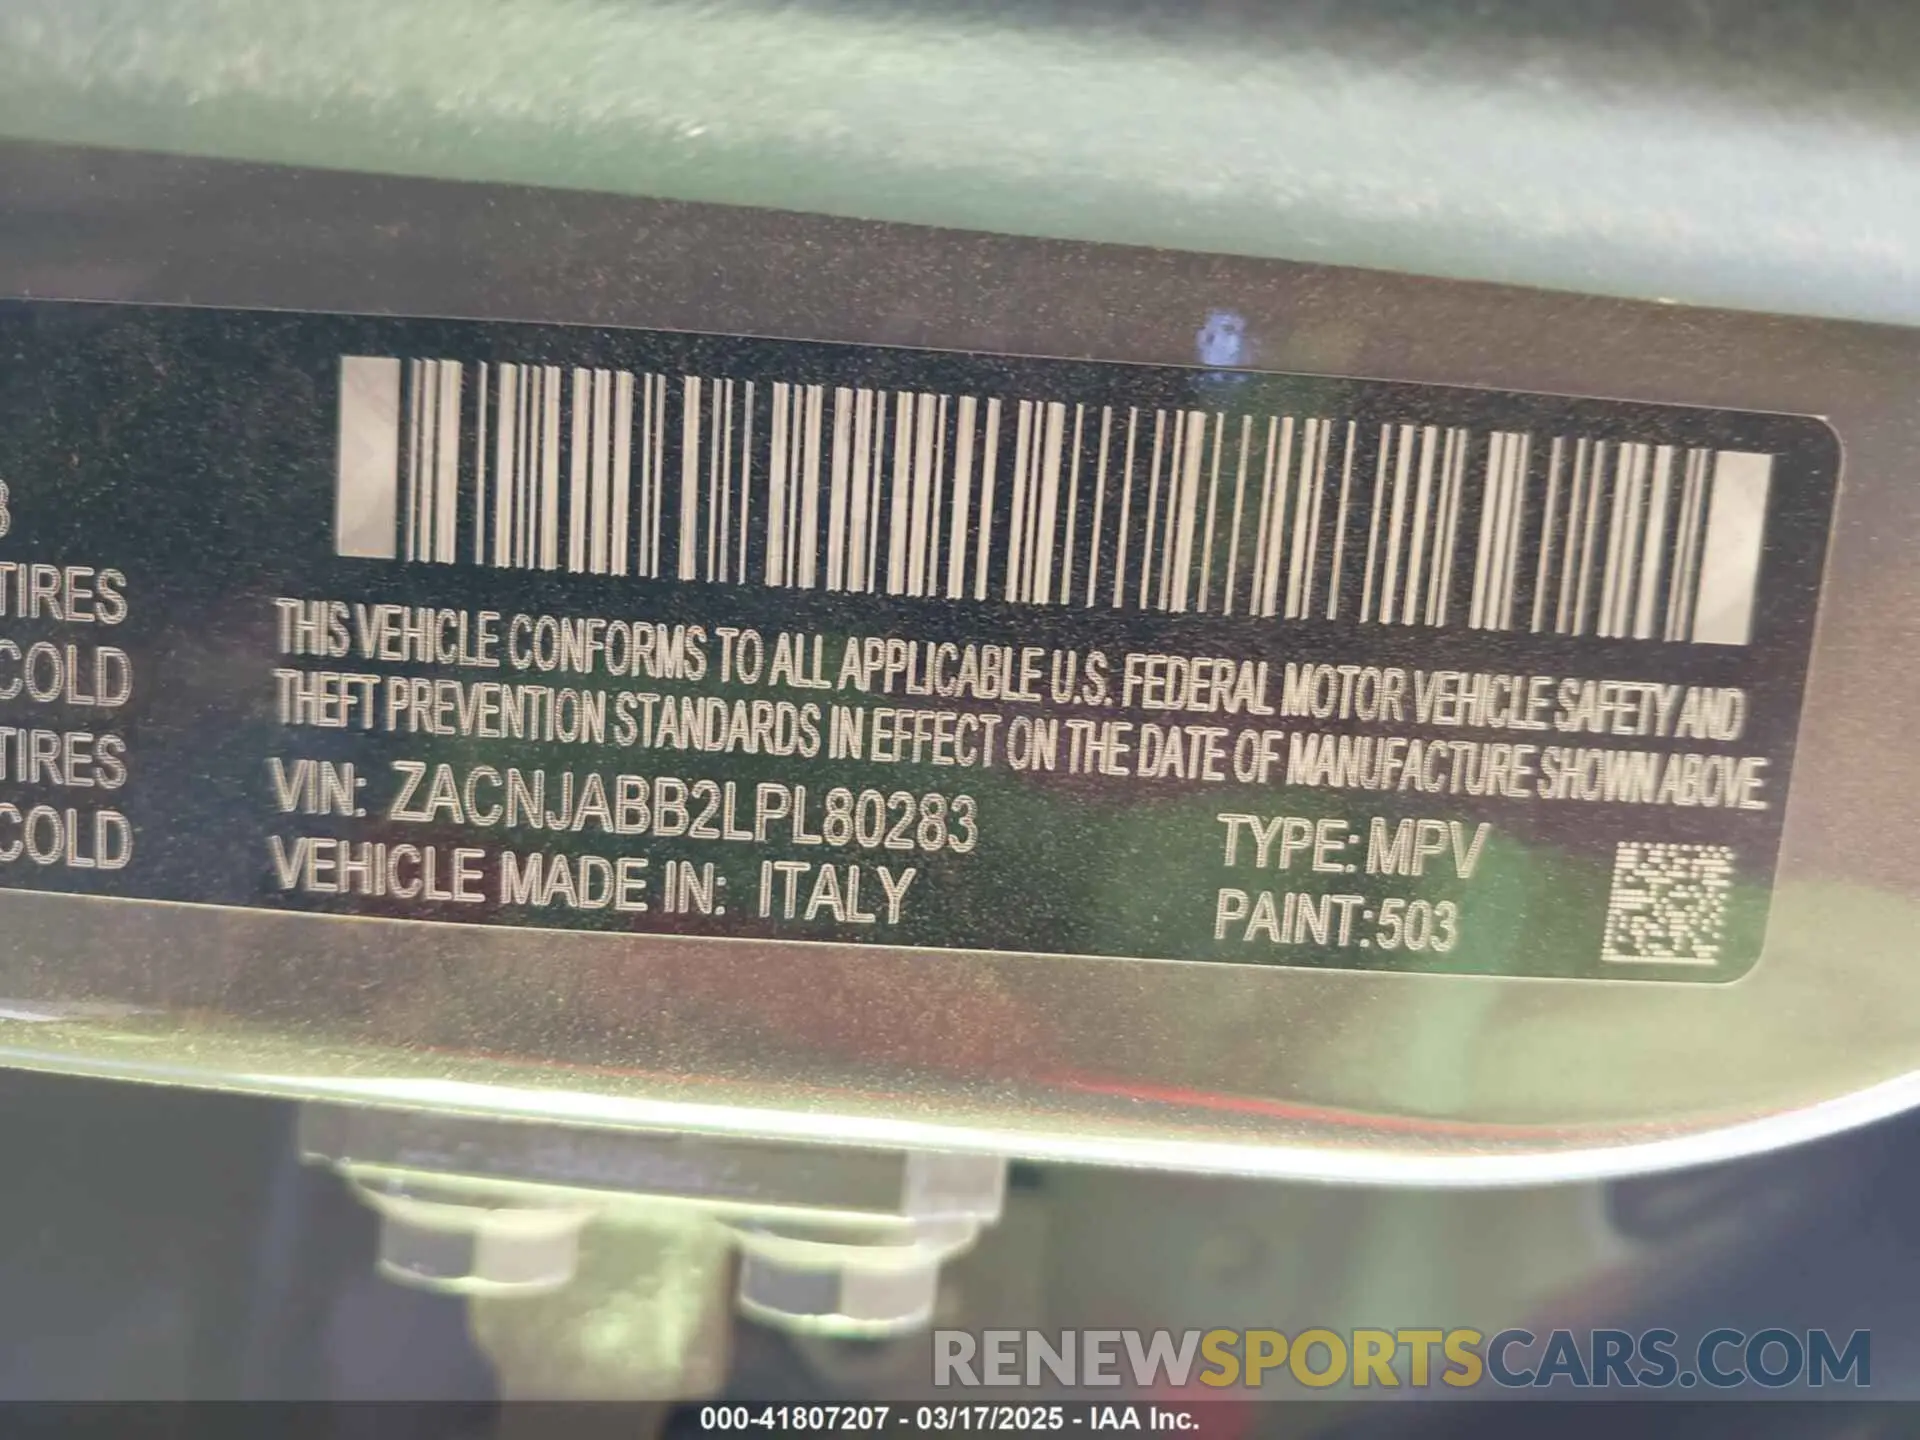 TIRES
COLD
TIRES
COLD
THIS VEHICLE CONFORMS TO ALL APPLICABLE U.S. FEDERAL MOTOR VEHICLE SAFETY AND
THEFT PREVENTION STANDARDS IN EFFECT ON THE DATE OF MANUFACTURE SHOWN ABOVE
VIN: ZACNJABB2LPL80283 TYPE: MPV
VEHICLE MADE IN: ITALY PAINT:503
RENEWSPORTSCARS.COM
000-41807207 - 03/17/2025 - IAA Inc.